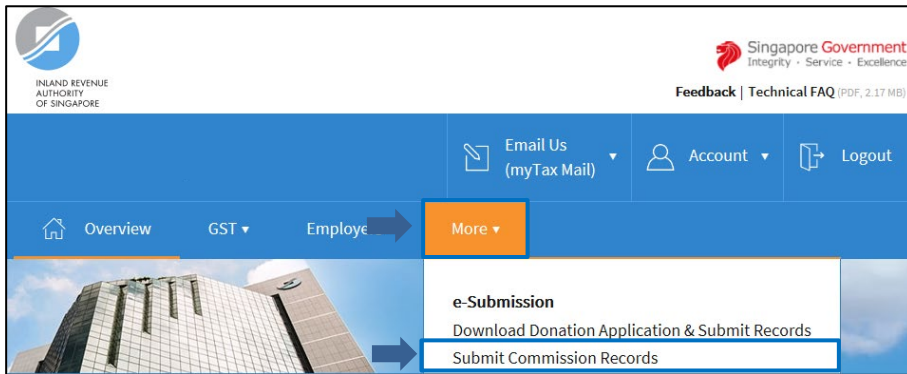 INLAND REVENUE
AUTHORITY
OF SINGAPORE
Singapore Government
Integrity · Service · Excellence
Feedback | Technical FAQ (PDF, 2.17 MB)
Email Us
(myTax Mail)
Account
Logout
Overview
GST
Employe
More
e-Submission
Download Donation Application & Submit Records
Submit Commission Records